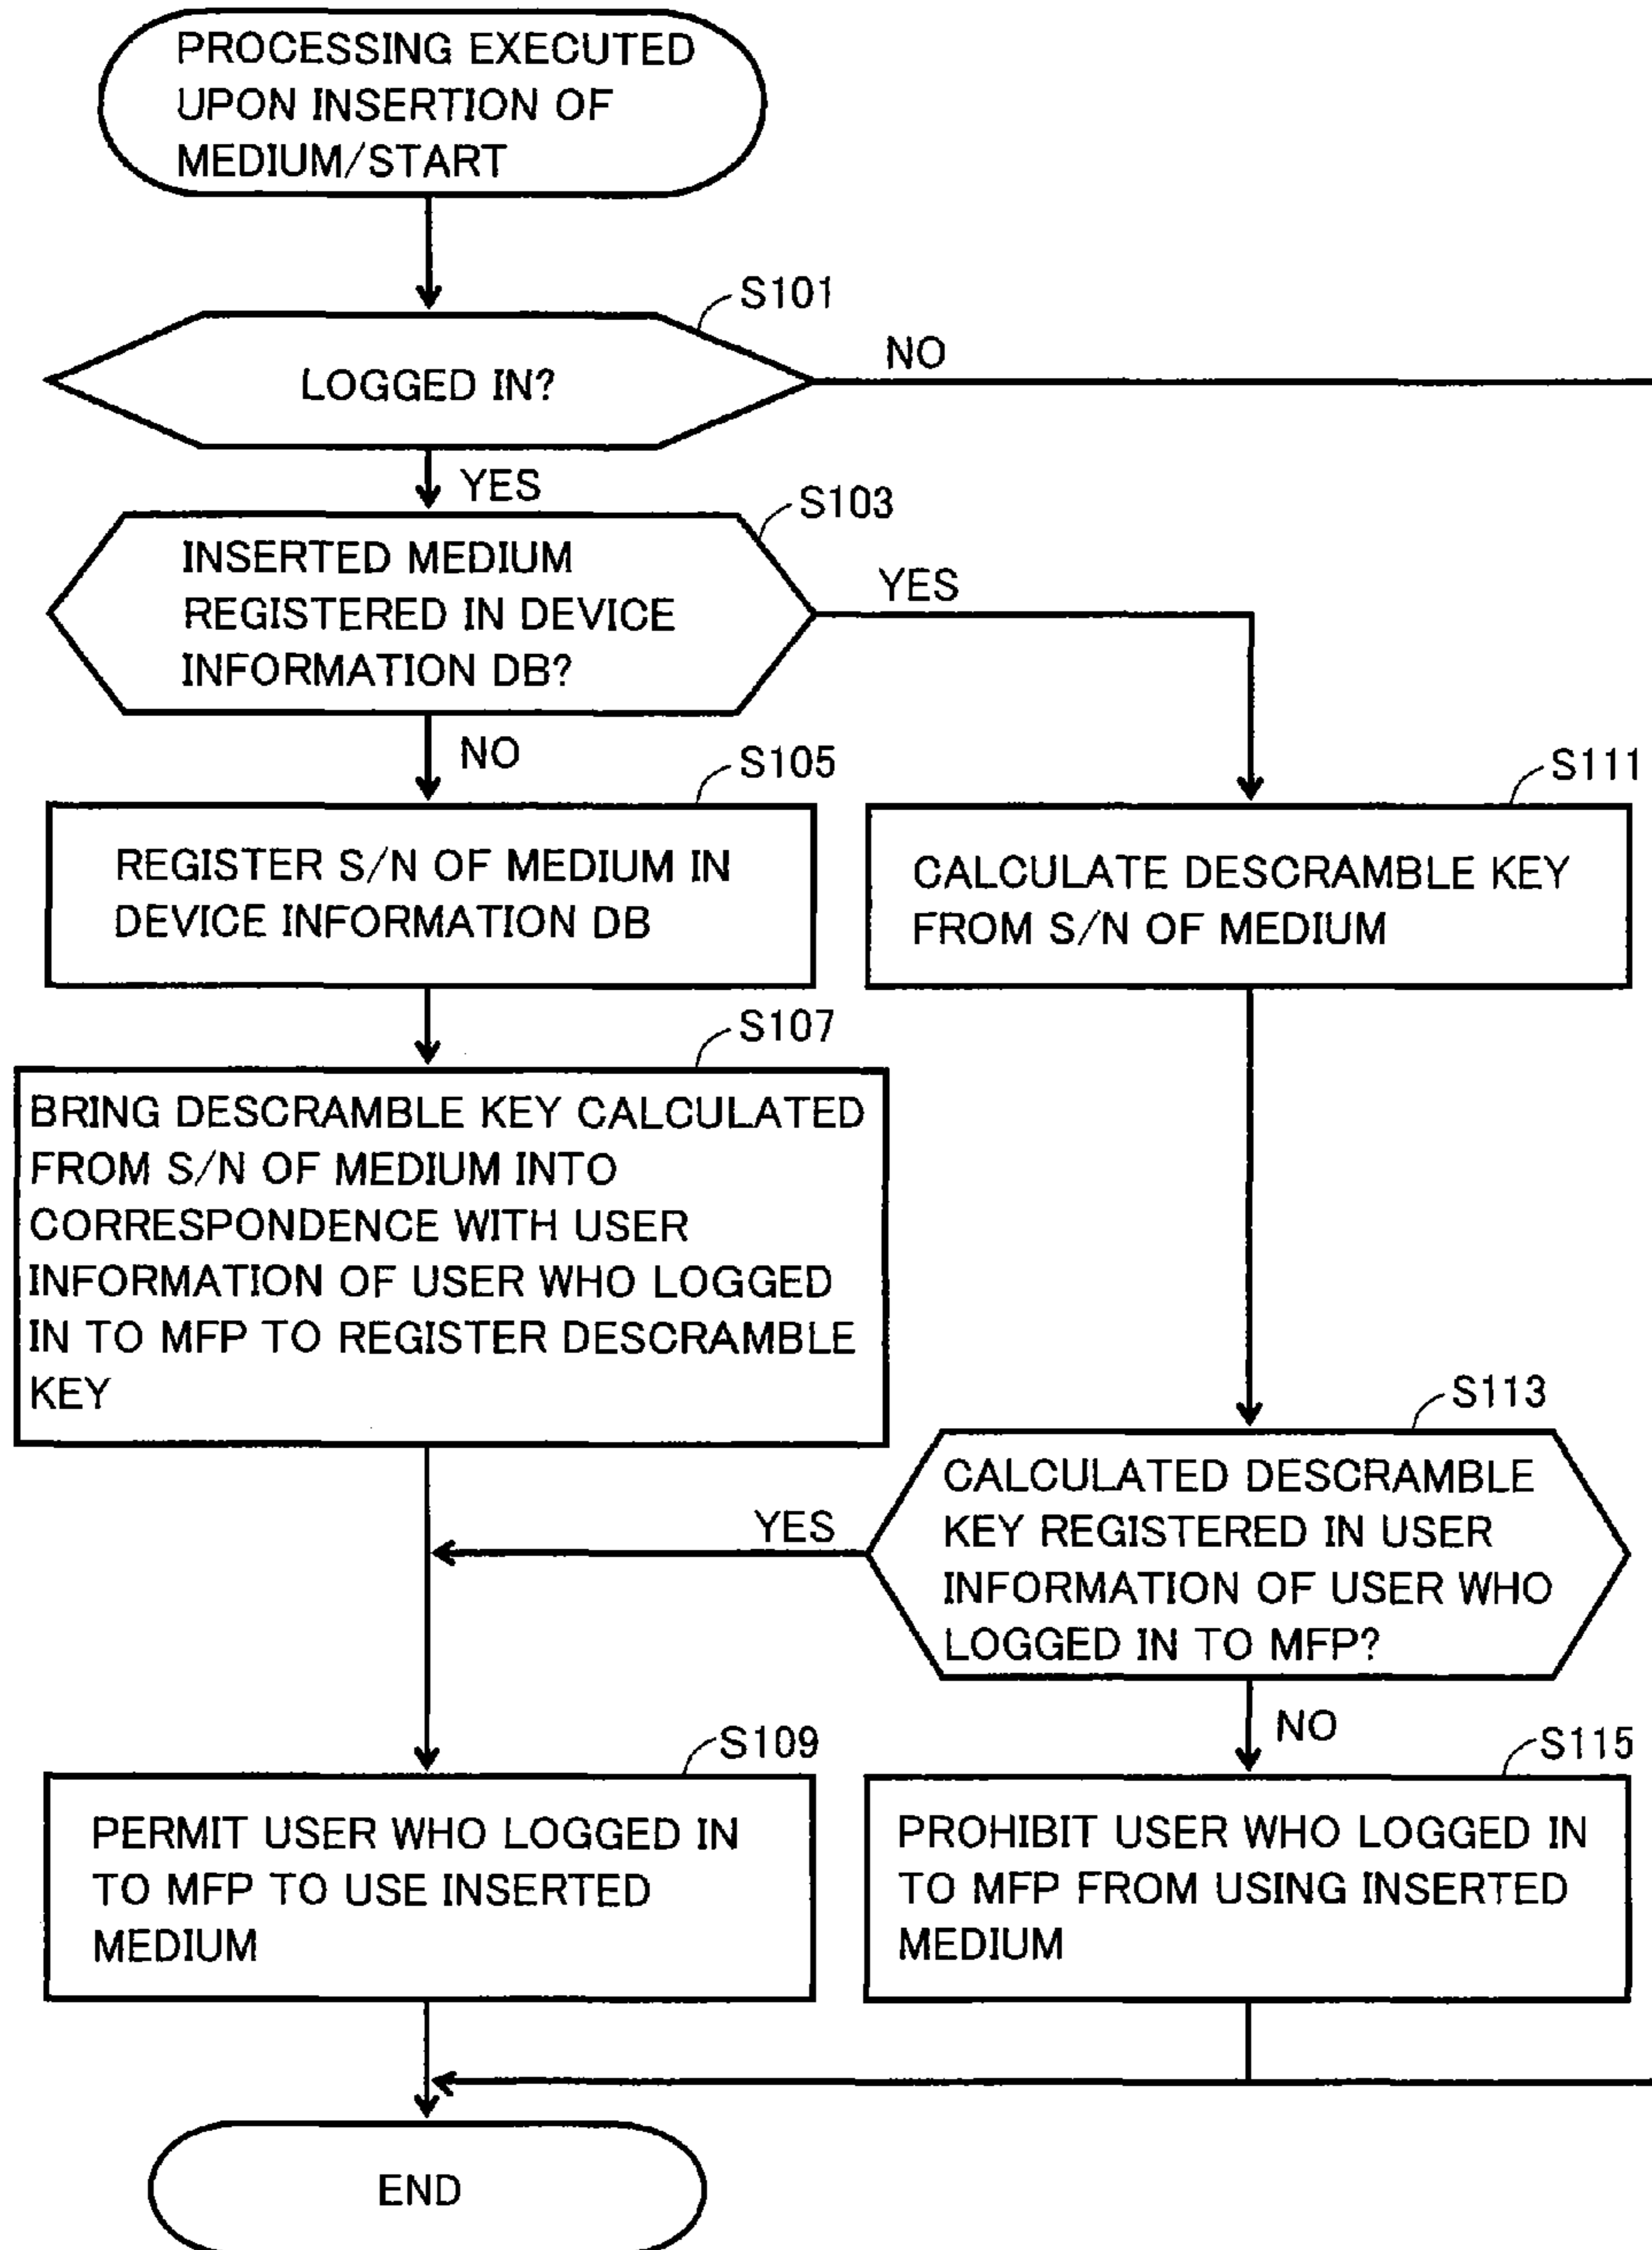 PROCESSING EXECUTED
UPON INSERTION OF
MEDIUM/START
S101
LOGGED IN?
NO
YES
S103
INSERTED MEDIUM
REGISTERED IN DEVICE
INFORMATION DB?
YES
NO
S105
REGISTER S/N OF MEDIUM IN
DEVICE INFORMATION DB
S111
CALCULATE DESCRAMBLE KEY
FROM S/N OF MEDIUM
S107
BRING DESCRAMBLE KEY CALCULATED
FROM S/N OF MEDIUM INTO
CORRESPONDENCE WITH USER
INFORMATION OF USER WHO LOGGED
IN TO MFP TO REGISTER DESCRAMBLE
KEY
S113
CALCULATED DESCRAMBLE
KEY REGISTERED IN USER
INFORMATION OF USER WHO
LOGGED IN TO MFP?
YES
NO
S109
PERMIT USER WHO LOGGED IN
TO MFP TO USE INSERTED
MEDIUM
S115
PROHIBIT USER WHO LOGGED IN
TO MFP FROM USING INSERTED
MEDIUM
END